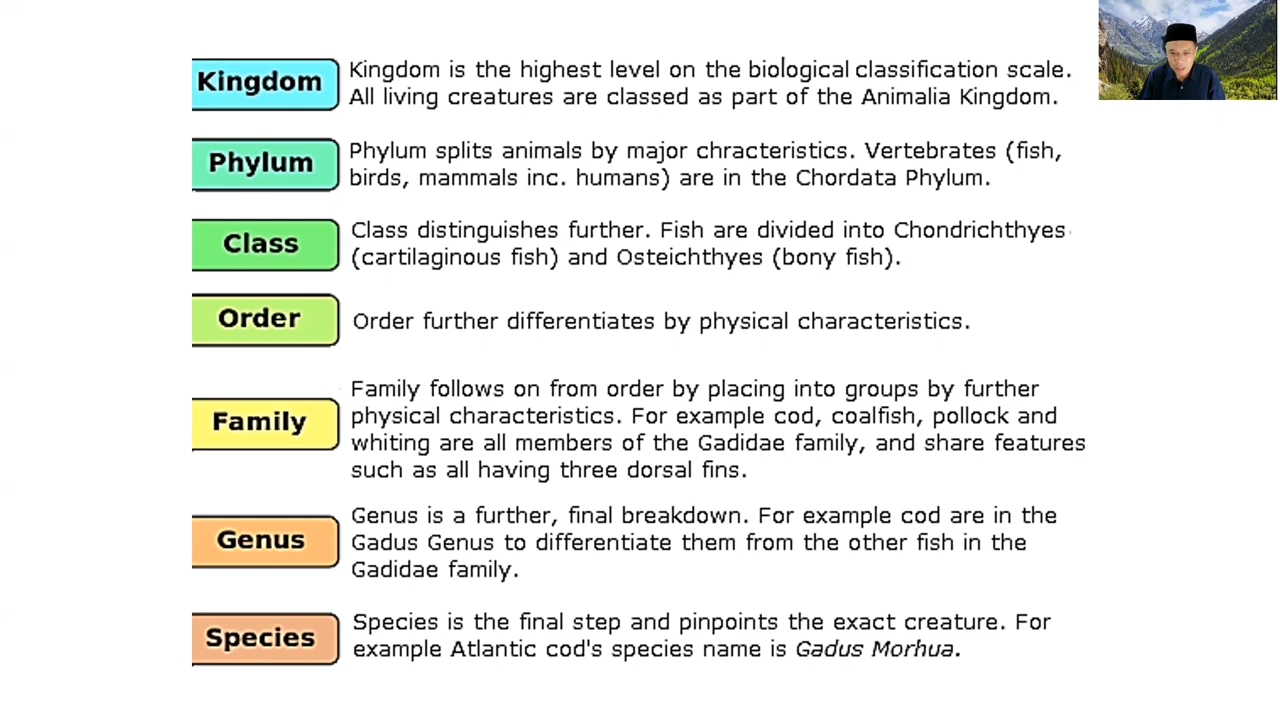 Kingdom
Kingdom is the highest level on the biological classification scale.
All living creatures are classed as part of the Animalia Kingdom.
Phylum
Phylum splits animals by major chracteristics. Vertebrates (fish,
birds, mammals inc. humans) are in the Chordata Phylum.
Class
Class distinguishes further. Fish are divided into Chondrichthyes
(cartilaginous fish) and Osteichthyes (bony fish).
Order
Order further differentiates by physical characteristics.
Family
Family follows on from order by placing into groups by further
physical characteristics. For example cod, coalfish, pollock and
whiting are all members of the Gadidae family, and share features
such as all having three dorsal fins.
Genus
Genus is a further, final breakdown. For example cod are in the
Gadus Genus to differentiate them from the other fish in the
Gadidae family.
Species
Species is the final step and pinpoints the exact creature. For
example Atlantic cod's species name is Gadus Morhua.